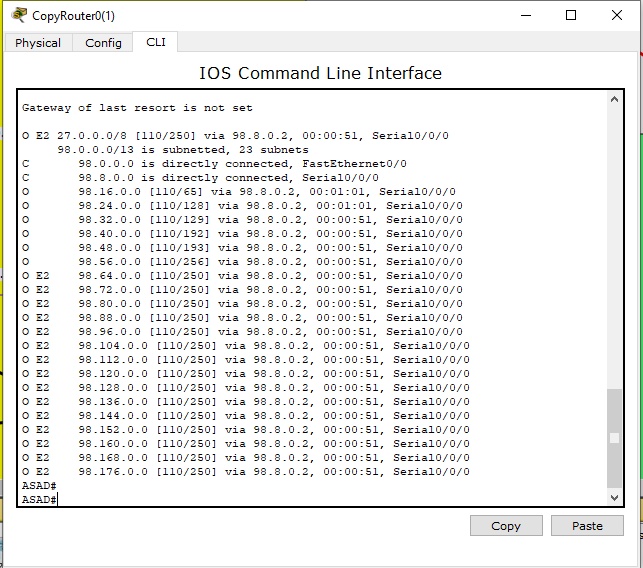 CopyRouter0(1)
Physical Config CLI
IOS Command Line Interface
Gateway of last resort is not set
O E2 27.0.0.0/8 [110/250] via 98.8.0.2, 00:00:51, Serial0/0/0
98.0.0.0/13 is subnetted, 23 subnets
C 98.0.0.0 is directly connected, FastEthernet0/0
C 98.8.0.0 is directly connected, Serial0/0/0
O 98.16.0.0 [110/65] via 98.8.0.2, 00:01:01, Serial0/0/0
O 98.24.0.0 [110/128] via 98.8.0.2, 00:01:01, Serial0/0/0
O 98.32.0.0 [110/129] via 98.8.0.2, 00:00:51, Serial0/0/0
O 98.40.0.0 [110/192] via 98.8.0.2, 00:00:51, Serial0/0/0
O 98.48.0.0 [110/193] via 98.8.0.2, 00:00:51, Serial0/0/0
O 98.56.0.0 [110/256] via 98.8.0.2, 00:00:51, Serial0/0/0
O E2 98.64.0.0 [110/250] via 98.8.0.2, 00:00:51, Serial0/0/0
O E2 98.72.0.0 [110/250] via 98.8.0.2, 00:00:51, Serial0/0/0
O E2 98.80.0.0 [110/250] via 98.8.0.2, 00:00:51, Serial0/0/0
O E2 98.88.0.0 [110/250] via 98.8.0.2, 00:00:51, Serial0/0/0
O E2 98.96.0.0 [110/250] via 98.8.0.2, 00:00:51, Serial0/0/0
O E2 98.104.0.0 [110/250] via 98.8.0.2, 00:00:51, Serial0/0/0
O E2 98.112.0.0 [110/250] via 98.8.0.2, 00:00:51, Serial0/0/0
O E2 98.120.0.0 [110/250] via 98.8.0.2, 00:00:51, Serial0/0/0
O E2 98.128.0.0 [110/250] via 98.8.0.2, 00:00:51, Serial0/0/0
O E2 98.136.0.0 [110/250] via 98.8.0.2, 00:00:51, Serial0/0/0
O E2 98.144.0.0 [110/250] via 98.8.0.2, 00:00:51, Serial0/0/0
O E2 98.152.0.0 [110/250] via 98.8.0.2, 00:00:51, Serial0/0/0
O E2 98.160.0.0 [110/250] via 98.8.0.2, 00:00:51, Serial0/0/0
O E2 98.168.0.0 [110/250] via 98.8.0.2, 00:00:51, Serial0/0/0
O E2 98.176.0.0 [110/250] via 98.8.0.2, 00:00:51, Serial0/0/0
ASAD#
ASAD#
Copy Paste